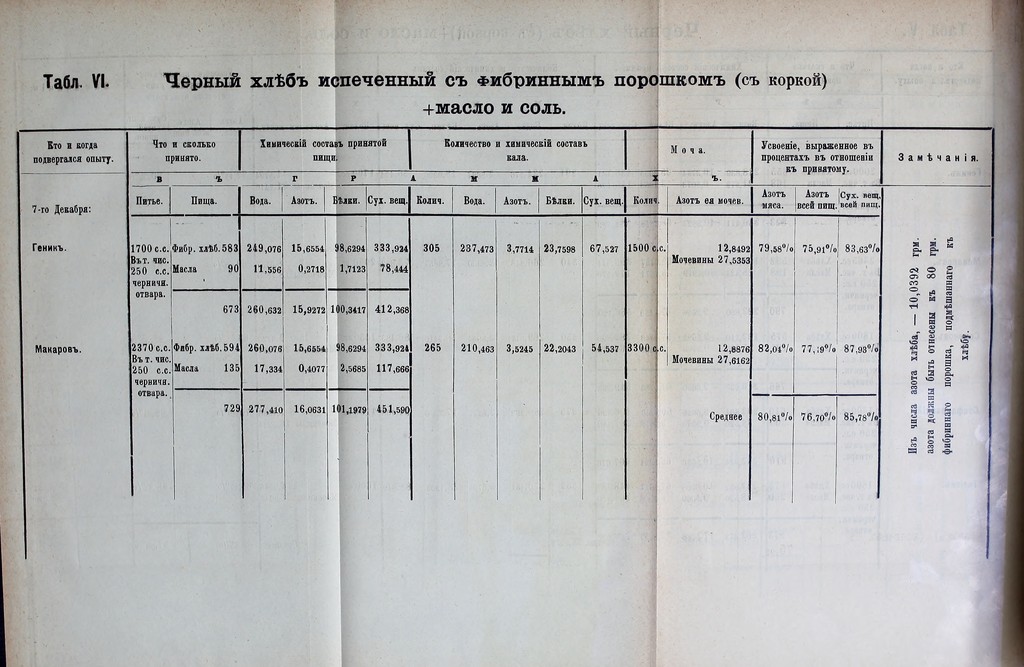 Табл. VI. Черный хлѣбъ испеченный съ фибриннымъ порошкомъ (съ коркой)
+масло и соль.
Кто и когда подвергался опыту. Что и сколько принято. Химическій составъ принятой пищи. Количество и химическій составъ кала. Моча. Усвоеніе, выраженное въ процентахъ въ отношеніи къ принятому. Замѣчанія.
В Ъ Г Р А М М А Х Ъ.
7-го Декабря: Питье. Пища. Вода. Азотъ. Бѣлки. Сух. вещ. Колич. Вода. Азотъ. Бѣлки. Сух. вещ. Колич. Азотъ ея мочев. Азотъ мяса. Азотъ всей пищ. Сух. вещ. всей пищ.
Геникъ. 1700 с.с. Фибр. хлѣб. 583 249,076 15,6554 98,6294 333,924 305 237,473 3,7714 23,7598 67,527 1500 с.с. 12,8492 79,58% 75,91% 83,63%
Въ т. чис. Мочевины 27,5353
250 с.с. Масла 90 11,556 0,2718 1,7123 78,444
черничн.
отвара.
673 260,632 15,9272 100,3417 412,368
Макаровъ. 2370 с.с. Фибр. хлѣб. 594 260,076 15,6554 98,6294 333,924 265 210,463 3,5245 22,2043 54,537 3300 с.с. 12,8876 82,04% 87,93%
Въ т. чис. Мочевины 27,6162
250 с.с. Масла 135 17,334 0,4077 2,5685 117,666
черничн.
отвара.
729 277,410 16,0631 101,1979 451,590
Среднее 80,81% 76.70% 85,78%
Изъ числа азота хлѣба, — 10,0392 грм.
азота должны быть отнесены къ 80 грм.
фибриннаго порошка, подмѣшаннаго къ
хлѣбу.